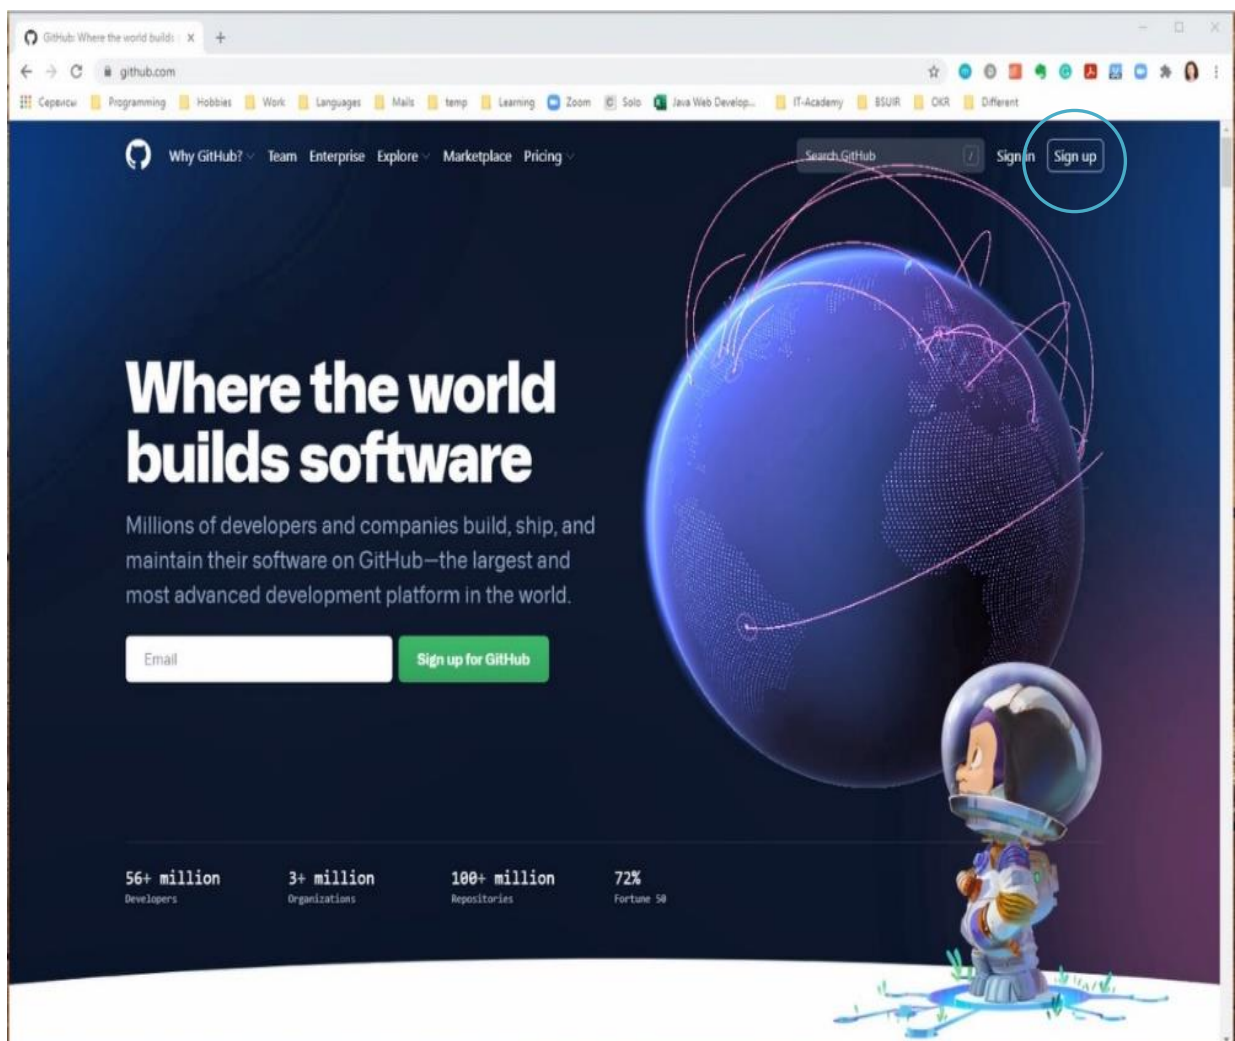 GitHub: Where the world builds
github.com
Сервисы Programming Hobbies Work Languages Mails temp Learning Zoom Solo Java Web Develop... IT-Academy BSUIR OKR Different
Why GitHub? Team Enterprise Explore Marketplace Pricing Search GitHub / Sign in Sign up
Where the world
builds software
Millions of developers and companies build, ship, and
maintain their software on GitHub—the largest and
most advanced development platform in the world.
Email Sign up for GitHub
56+ million 3+ million 100+ million 72%
Developers Organizations Repositories Fortune 50